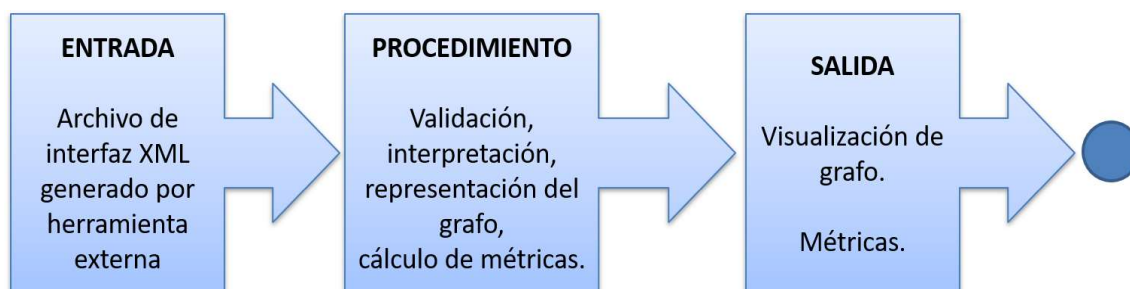 ENTRADA
Archivo de
interfaz XML
generado por
herramienta
externa
PROCEDIMIENTO
Validación,
interpretación,
representación del
grafo,
cálculo de métricas.
SALIDA
Visualización de
grafo.
Métricas.